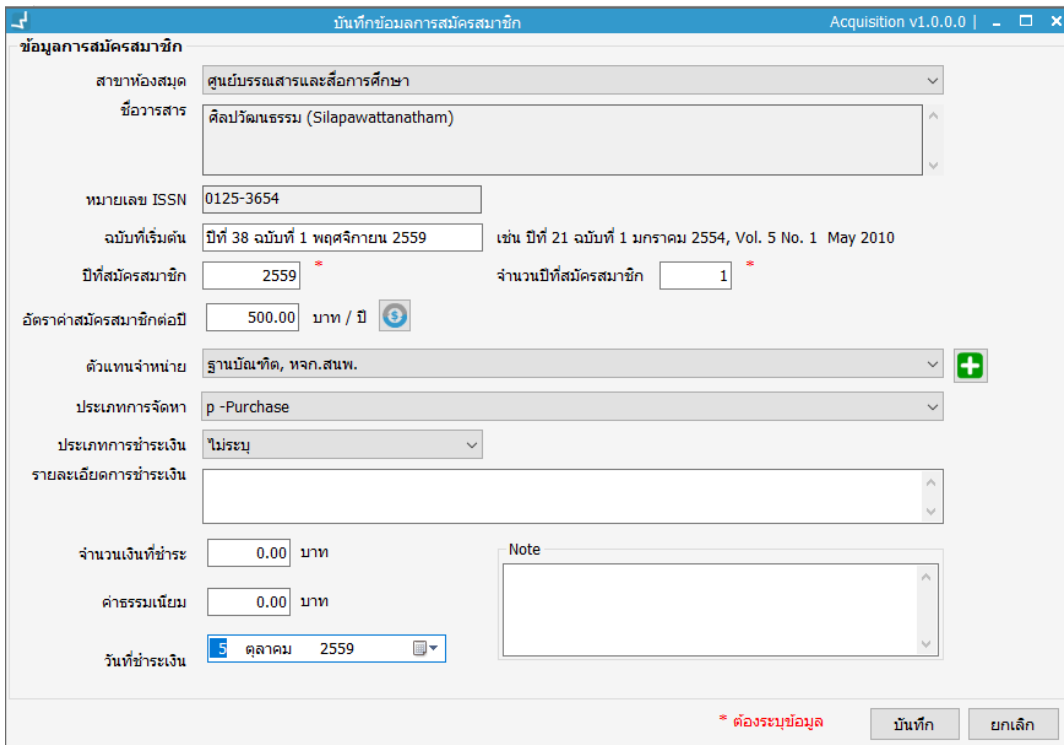 บันทึกข้อมูลการสมัครสมาชิก Acquisition v1.0.0.0 |
ข้อมูลการสมัครสมาชิก
สาขาห้องสมุด ศูนย์บรรณสารและสื่อการศึกษา
ชื่อวารสาร ศิลปวัฒนธรรม (Silapawattanatham)
หมายเลข ISSN 0125-3654
ฉบับที่เริ่มต้น ปีที่ 38 ฉบับที่ 1 พฤศจิกายน 2559 เช่น ปีที่ 21 ฉบับที่ 1 มกราคม 2554, Vol. 5 No. 1 May 2010
ปีที่สมัครสมาชิก 2559 * จำนวนปีที่สมัครสมาชิก 1 *
อัตราค่าสมัครสมาชิกต่อปี 500.00 บาท / ปี
ตัวแทนจำหน่าย ฐานบัณฑิต, หจก.สนพ.
ประเภทการจัดหา p -Purchase
ประเภทการชำระเงิน ไม่ระบุ
รายละเอียดการชำระเงิน
จำนวนเงินที่ชำระ 0.00 บาท Note
ค่าธรรมเนียม 0.00 บาท
วันที่ชำระเงิน 5 ตุลาคม 2559
* ต้องระบุข้อมูล บันทึก ยกเลิก